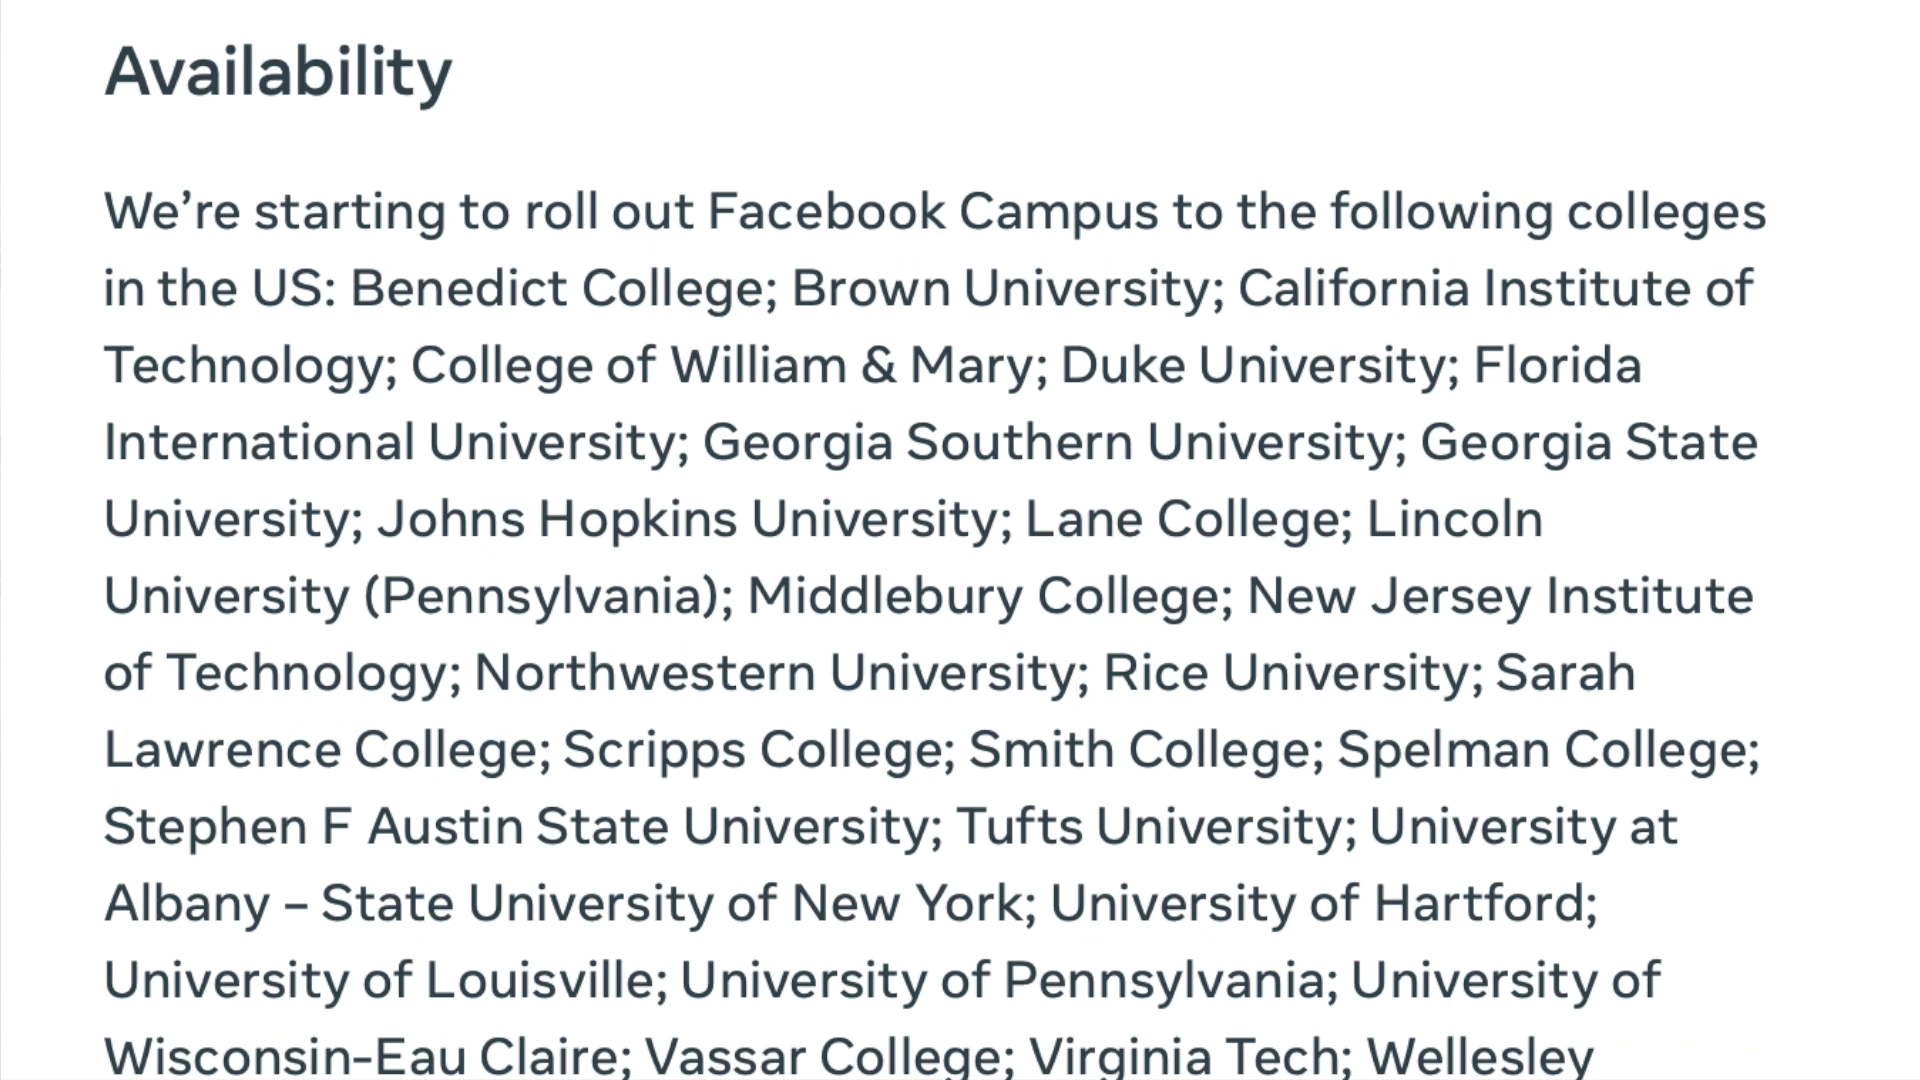 Availability
We’re starting to roll out Facebook Campus to the following colleges
in the US: Benedict College; Brown University; California Institute of
Technology; College of William & Mary; Duke University; Florida
International University; Georgia Southern University; Georgia State
University; Johns Hopkins University; Lane College; Lincoln
University (Pennsylvania); Middlebury College; New Jersey Institute
of Technology; Northwestern University; Rice University; Sarah
Lawrence College; Scripps College; Smith College; Spelman College;
Stephen F Austin State University; Tufts University; University at
Albany – State University of New York; University of Hartford;
University of Louisville; University of Pennsylvania; University of
Wisconsin-Eau Claire; Vassar College; Virginia Tech; Wellesley